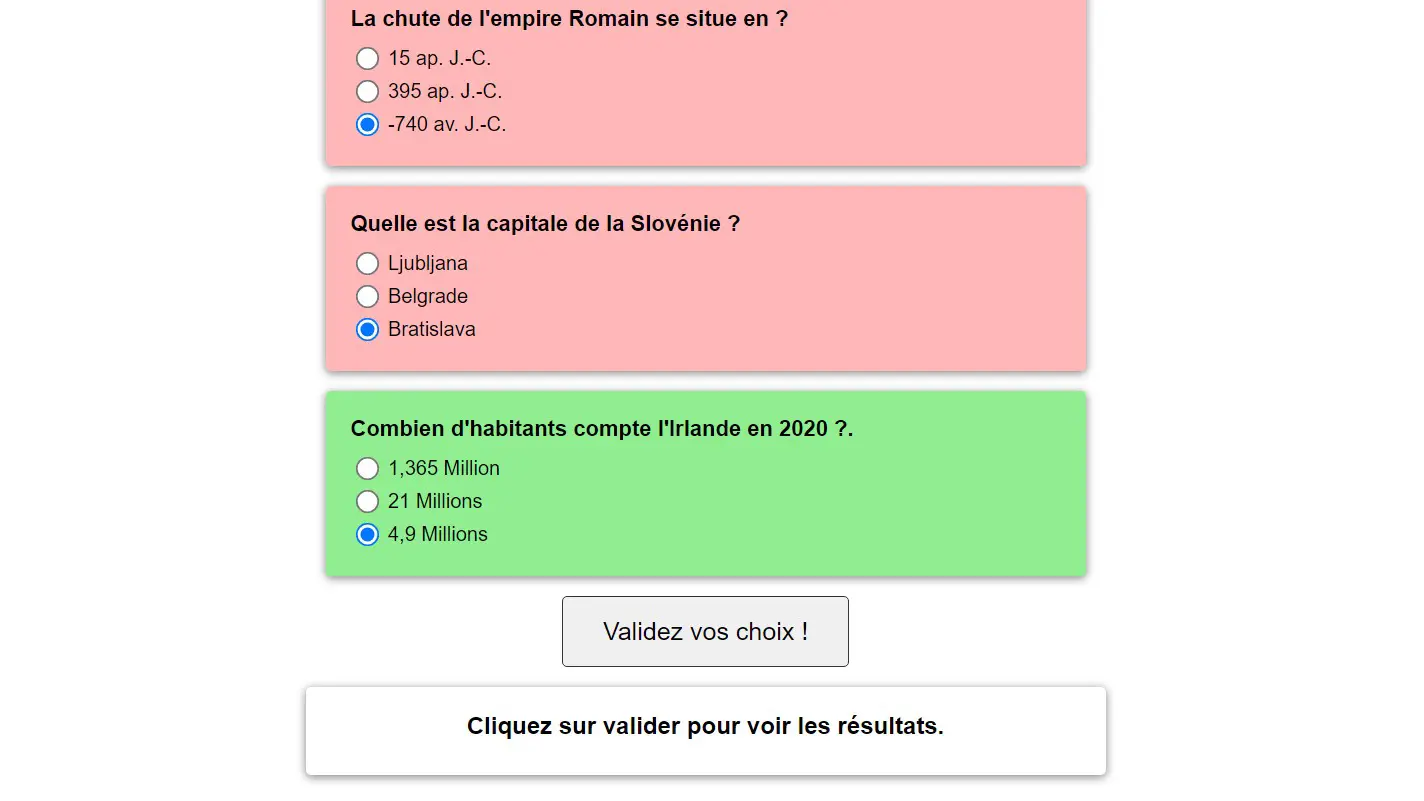 La chute de l'empire Romain se situe en ?
15 ap. J.-C.
395 ap. J.-C.
-740 av. J.-C.
Quelle est la capitale de la Slovénie ?
Ljubljana
Belgrade
Bratislava
Combien d'habitants compte l'Irlande en 2020 ?.
1,365 Million
21 Millions
4,9 Millions
Validez vos choix !
Cliquez sur valider pour voir les résultats.